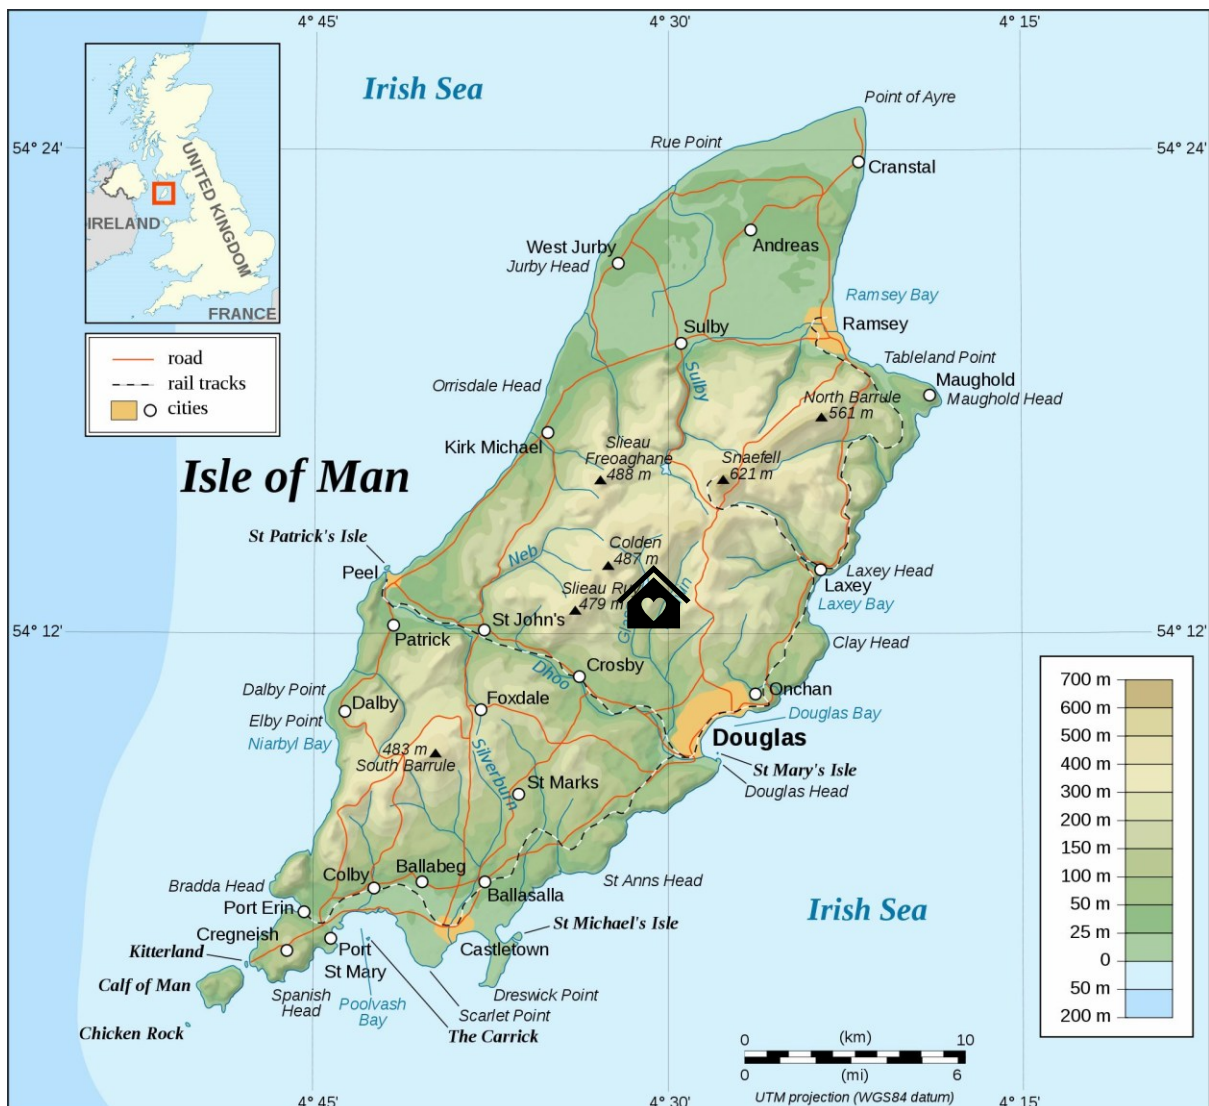 4° 45'
4° 30'
4° 15'
Irish Sea
Point of Ayre
Rue Point
54° 24'
54° 24'
Cranstal
UNITED KINGDOM
IRELAND
FRANCE
West Jurby
Jurby Head
Andreas
Ramsey Bay
Ramsey
Sulby
Sulby
road
rail tracks
cities
Tableland Point
Maughold
Maughold Head
Orrisdale Head
North Barrule
561 m
Kirk Michael
Slieau
Freoaghane
488 m
Snaefell
621 m
Isle of Man
St Patrick's Isle
Peel
Neb
Colden
487 m
Slieau
479 m
Laxey Head
Laxey
Laxey Bay
St John's
54° 12'
54° 12'
Patrick
Clay Head
Crosby
Dhoo
Dalby Point
Dalby
Elby Point
Niarbyl Bay
Foxdale
Onchan
Douglas Bay
Douglas
483 m
South Barrule
Silverburn
St Mary's Isle
Douglas Head
St Marks
700 m
600 m
500 m
400 m
300 m
200 m
150 m
100 m
50 m
25 m
0
50 m
200 m
Colby
Ballabeg
Bradda Head
Ballasalla
St Anns Head
Port Erin
Irish Sea
St Michael's Isle
Cregneish
Castletown
Kitterland
Port
St Mary
Calf of Man
Spanish
Head
Poolvash
Bay
Dreswick Point
Scarlet Point
The Carrick
Chicken Rock
0 (km) 10
0 (mi) 6
UTM projection (WGS84 datum)
4° 45'
4° 30'
4° 15'